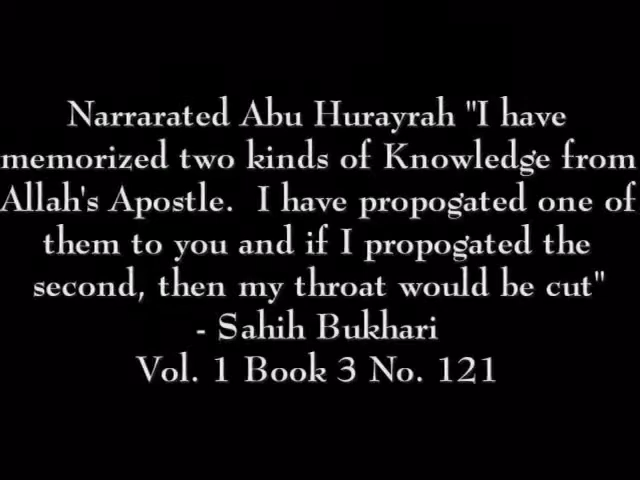 Narrarated Abu Hurayrah "I have
memorized two kinds of Knowledge from
Allah's Apostle.  I have propogated one of
them to you and if I propogated the
second, then my throat would be cut"
- Sahih Bukhari
Vol. 1 Book 3 No. 121